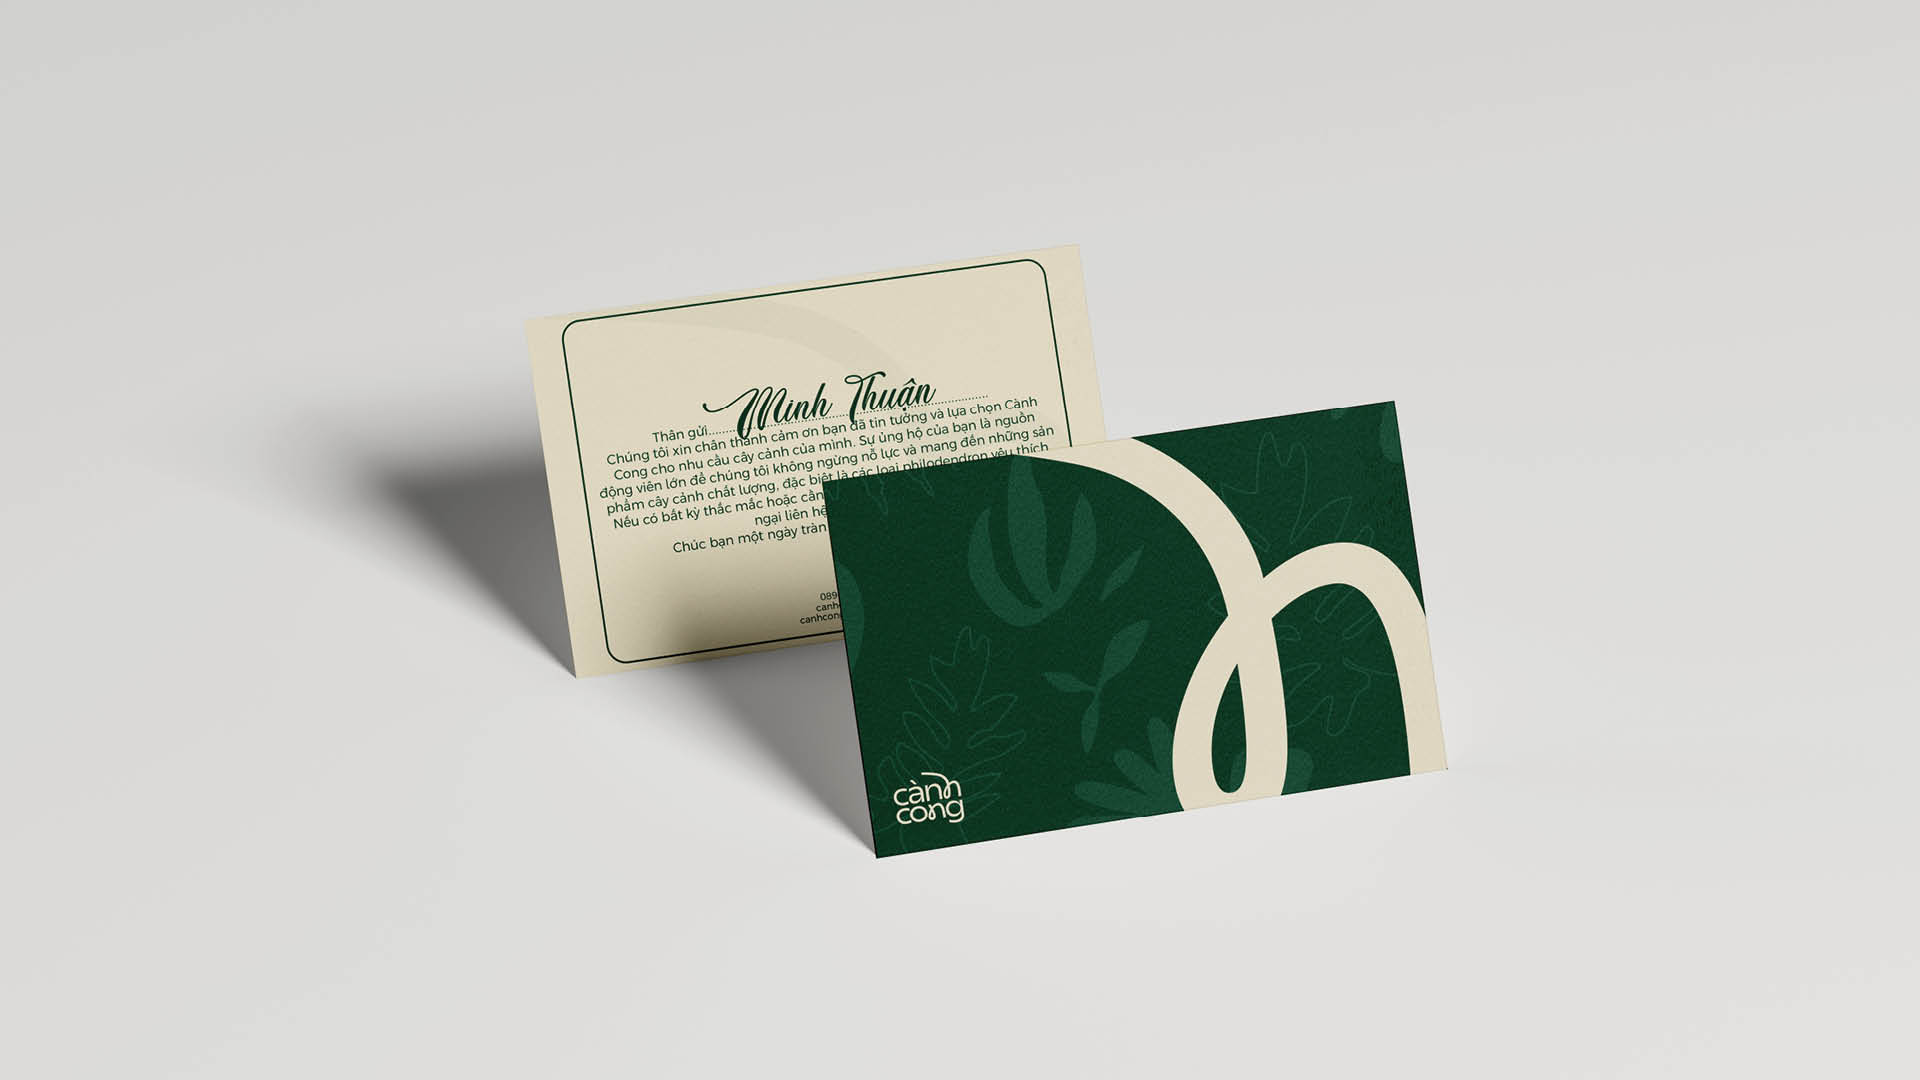 Minh Thuận
Thân gửi
Chúng tôi xin chân thành cảm ơn bạn đã tin tưởng và lựa chọn Cành
Cong cho nhu cầu cây cảnh của mình. Sự ủng hộ của bạn là nguồn
động viên lớn để chúng tôi không ngừng nỗ lực và mang đến những sản
phẩm cây cảnh chất lượng, đặc biệt là các loại philodendron yêu thích
Nếu có bất kỳ thắc mắc hoặc cần
ngại liên hệ
Chúc bạn một ngày tràn
089
cành
cong